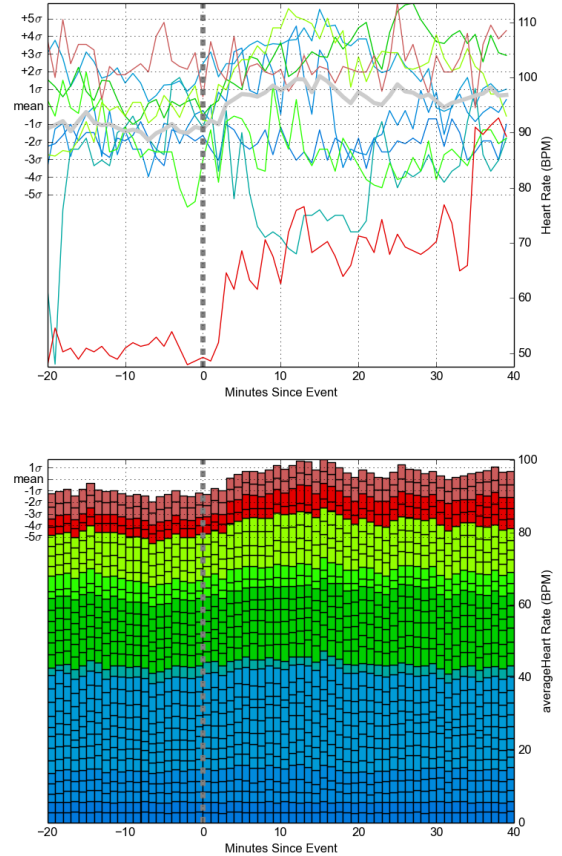 +5σ
+4σ
+3σ
+2σ
1σ
mean
-1σ
-2σ
-3σ
-4σ
-5σ
110
100
90
80
70
60
50
Heart Rate (BPM)
−20 −10 0 10 20 30 40
Minutes Since Event
1σ
mean
-1σ
-2σ
-3σ
-4σ
-5σ
100
80
60
40
20
0
averageHeart Rate (BPM)
−20 −10 0 10 20 30 40
Minutes Since Event